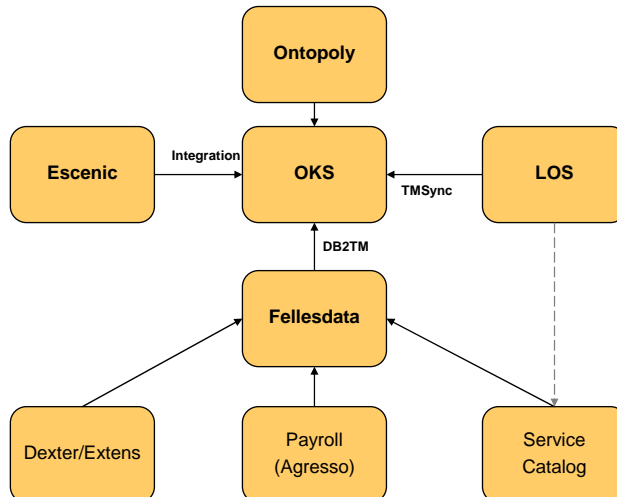 Ontopoly
Escenic
Integration
OKS
TMSync
LOS
DB2TM
Fellesdata
Dexter/Extens
Payroll
(Agresso)
Service
Catalog